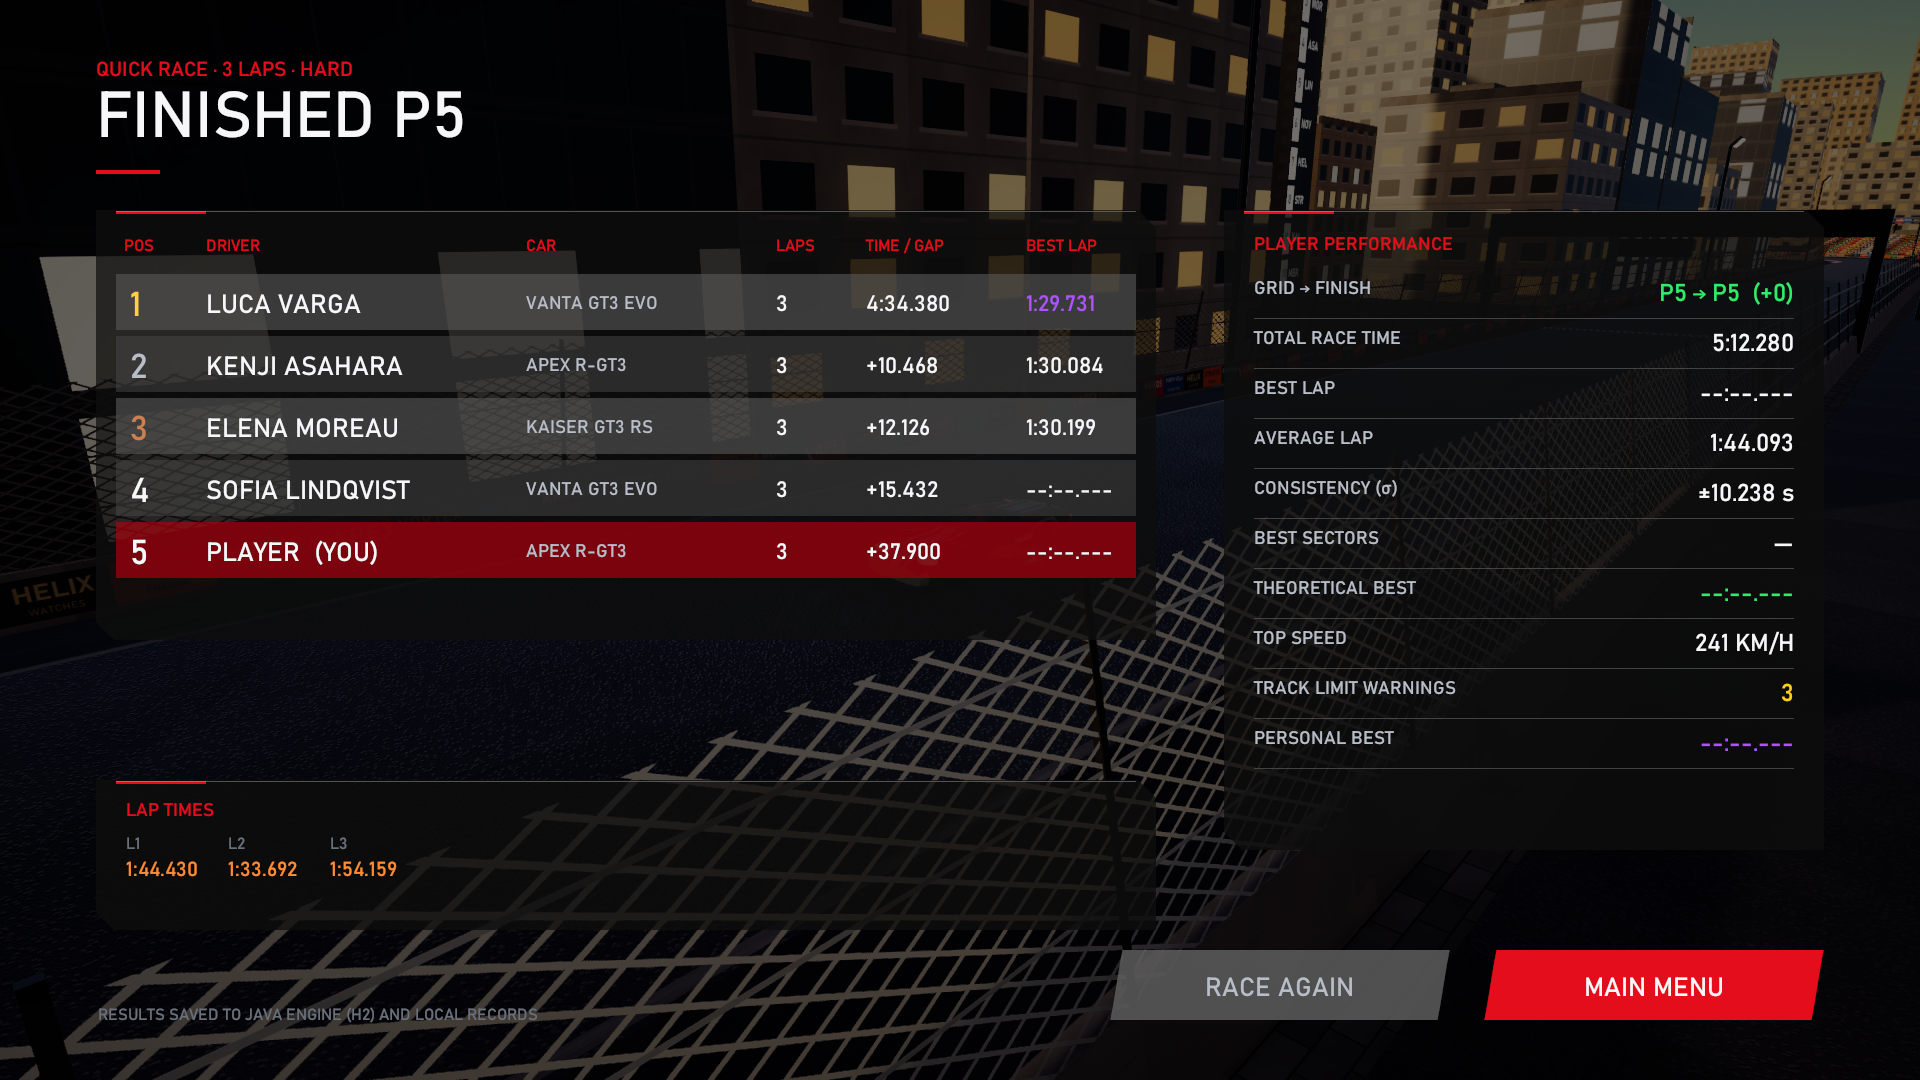 QUICK RACE · 3 LAPS · HARD
FINISHED P5
POS DRIVER CAR LAPS TIME / GAP BEST LAP
1 LUCA VARGA VANTA GT3 EVO 3 4:34.380 1:29.731
2 KENJI ASAHARA APEX R-GT3 3 +10.468 1:30.084
3 ELENA MOREAU KAISER GT3 RS 3 +12.126 1:30.199
4 SOFIA LINDQVIST VANTA GT3 EVO 3 +15.432 --:--.---
5 PLAYER (YOU) APEX R-GT3 3 +37.900 --:--.---
PLAYER PERFORMANCE
GRID → FINISH P5 → P5 (+0)
TOTAL RACE TIME 5:12.280
BEST LAP --:--.---
AVERAGE LAP 1:44.093
CONSISTENCY (σ) ±10.238 s
BEST SECTORS —
THEORETICAL BEST --:--.---
TOP SPEED 241 KM/H
TRACK LIMIT WARNINGS 3
PERSONAL BEST --:--.---
HELIX
WATCHES
LAP TIMES
L1 L2 L3
1:44.430 1:33.692 1:54.159
RACE AGAIN
MAIN MENU
RESULTS SAVED TO JAVA ENGINE (H2) AND LOCAL RECORDS